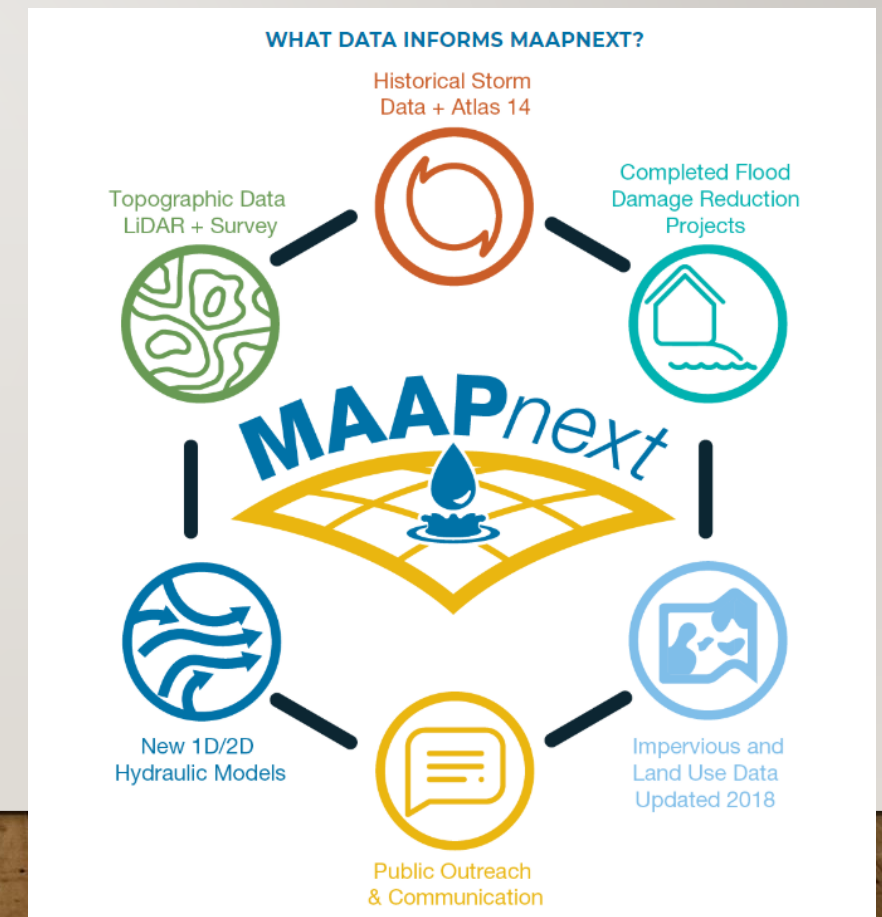 WHAT DATA INFORMS MAAPNEXT?
Historical Storm
Data + Atlas 14
Completed Flood
Damage Reduction
Projects
Topographic Data
LiDAR + Survey
MAAPnext
New 1D/2D
Hydraulic Models
Impervious and
Land Use Data
Updated 2018
Public Outreach
& Communication